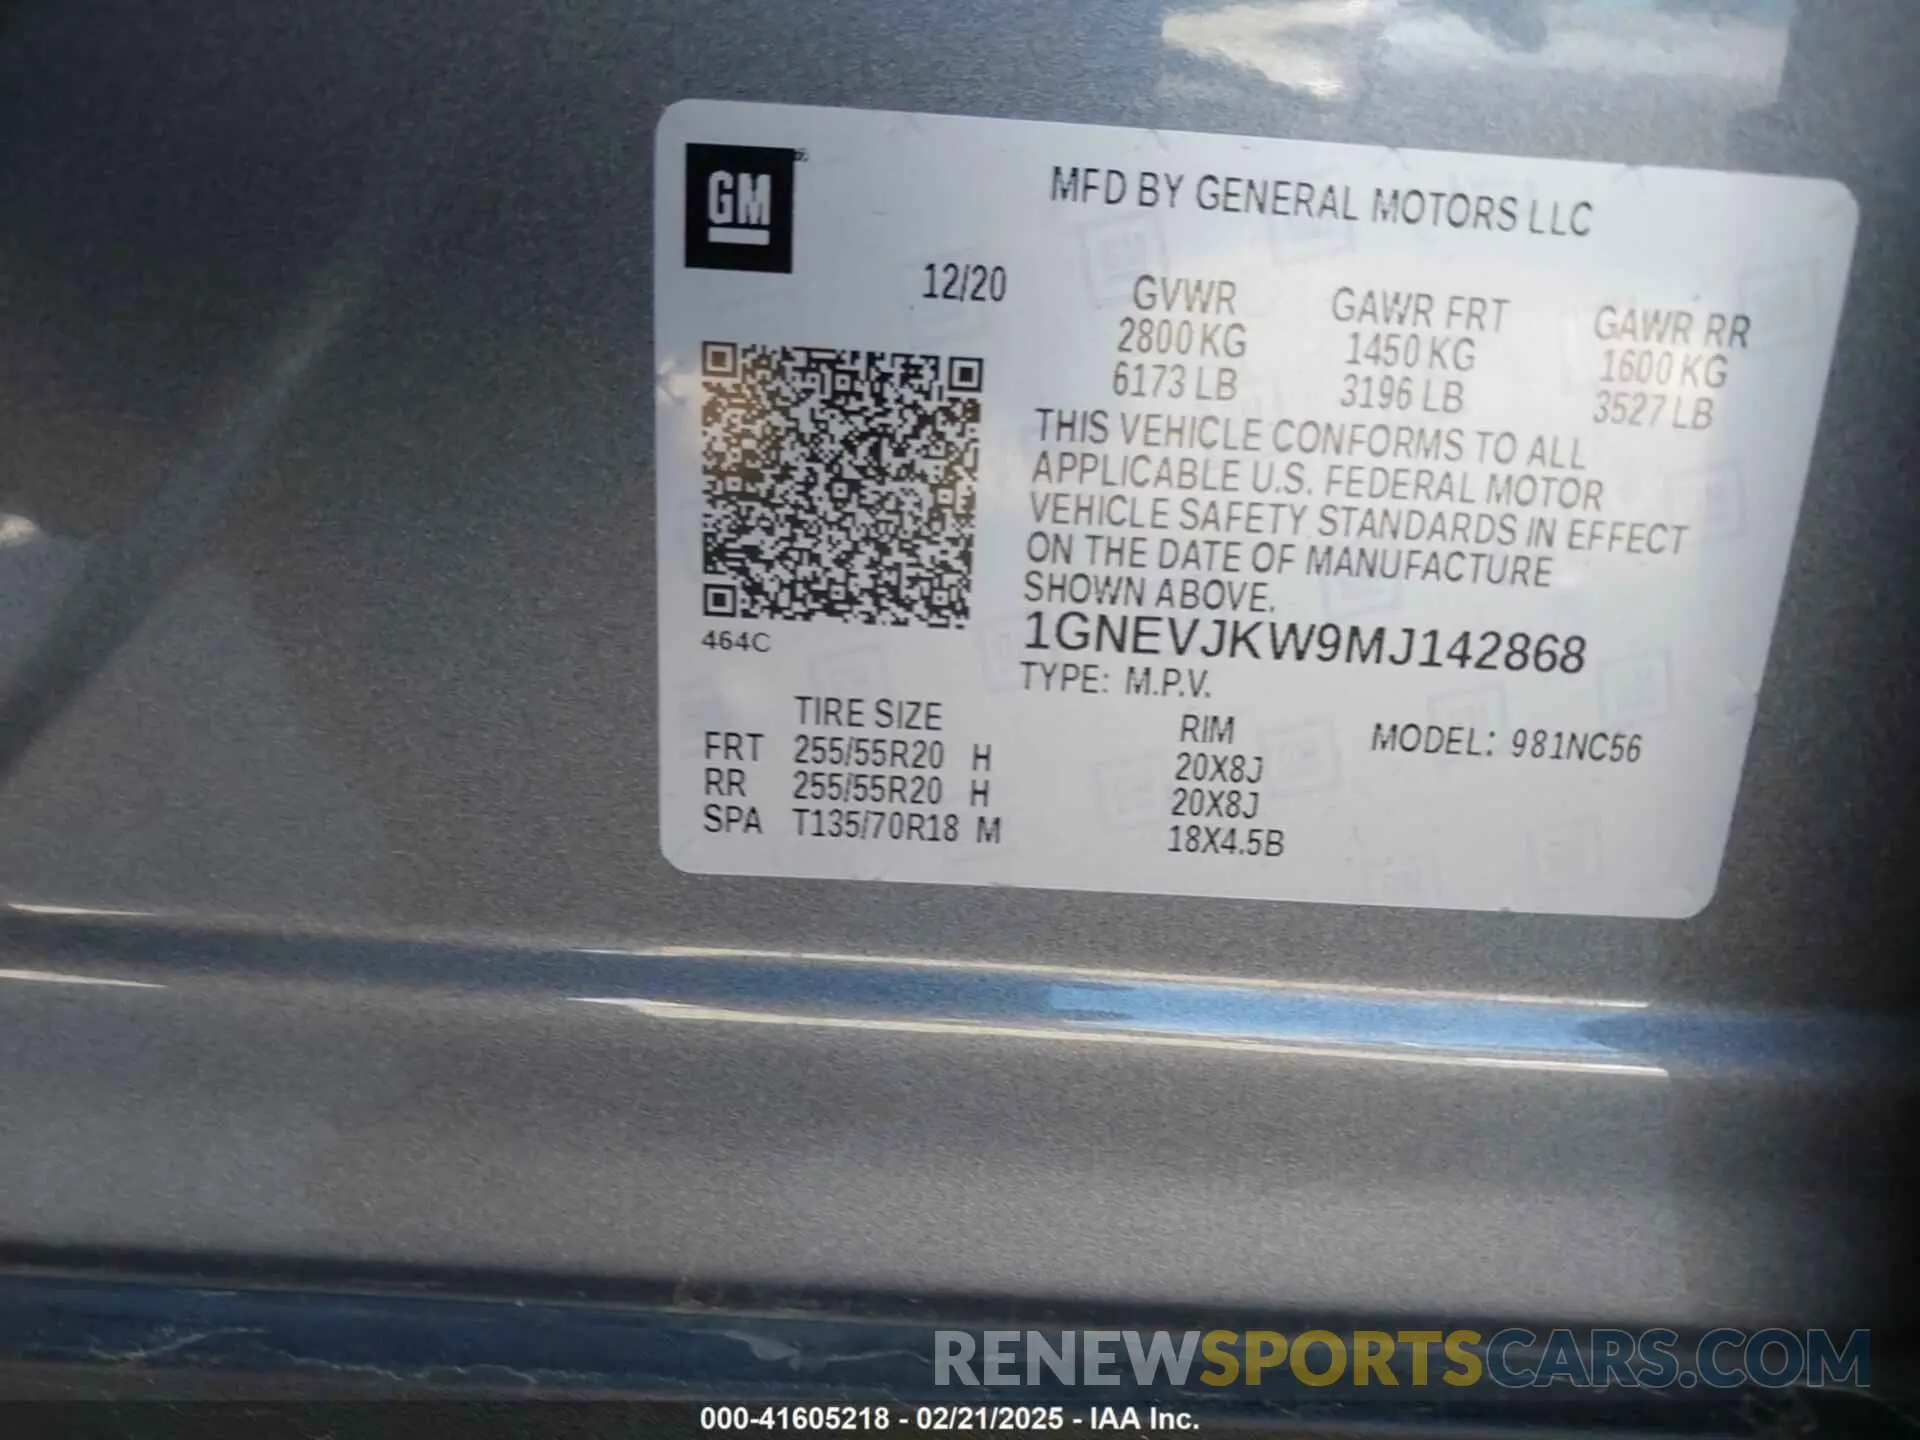 GM
MFD BY GENERAL MOTORS LLC
12/20
GVWR GAWR FRT GAWR RR
2800 KG 1450 KG 1600 KG
6173 LB 3196 LB 3527 LB
THIS VEHICLE CONFORMS TO ALL
APPLICABLE U.S. FEDERAL MOTOR
VEHICLE SAFETY STANDARDS IN EFFECT
ON THE DATE OF MANUFACTURE
SHOWN ABOVE.
464C
1GNEVJKW9MJ142868
TYPE: M.P.V.
TIRE SIZE RIM MODEL: 981NC56
FRT 255/55R20 H 20X8J
RR 255/55R20 H 20X8J
SPA T135/70R18 M 18X4.5B
RENEWSPORTSCARS.COM
000-41605218 - 02/21/2025 - IAA Inc.